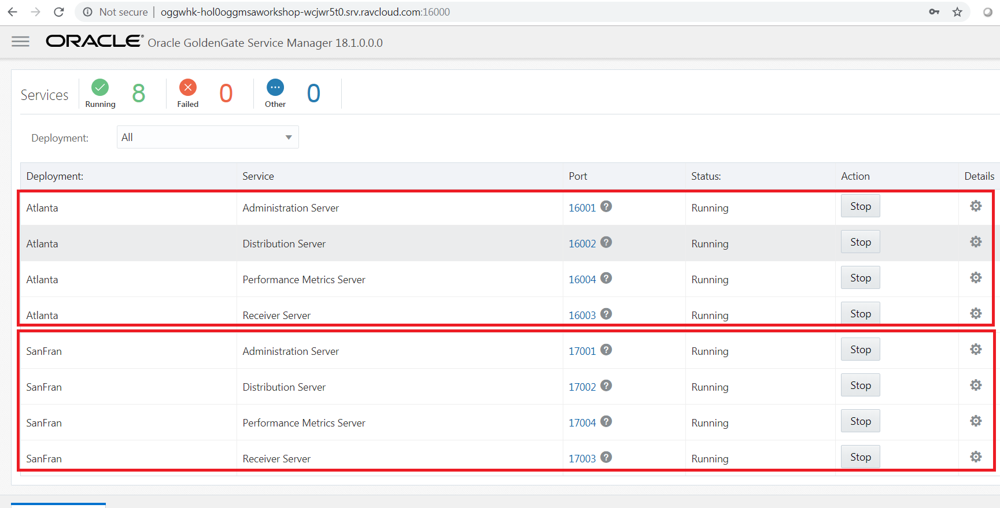 Not secure | oggwhk-hol0oggmsaworkshop-wcjwr5t0.srv.ravcloud.com:16000
ORACLE® Oracle GoldenGate Service Manager 18.1.0.0.0
Services Running 8 Failed 0 Other 0
Deployment: All
Deployment: Service Port Status: Action Details
Atlanta Administration Server 16001 ? Running Stop
Atlanta Distribution Server 16002 ? Running Stop
Atlanta Performance Metrics Server 16004 ? Running Stop
Atlanta Receiver Server 16003 ? Running Stop
SanFran Administration Server 17001 ? Running Stop
SanFran Distribution Server 17002 ? Running Stop
SanFran Performance Metrics Server 17004 ? Running Stop
SanFran Receiver Server 17003 ? Running Stop